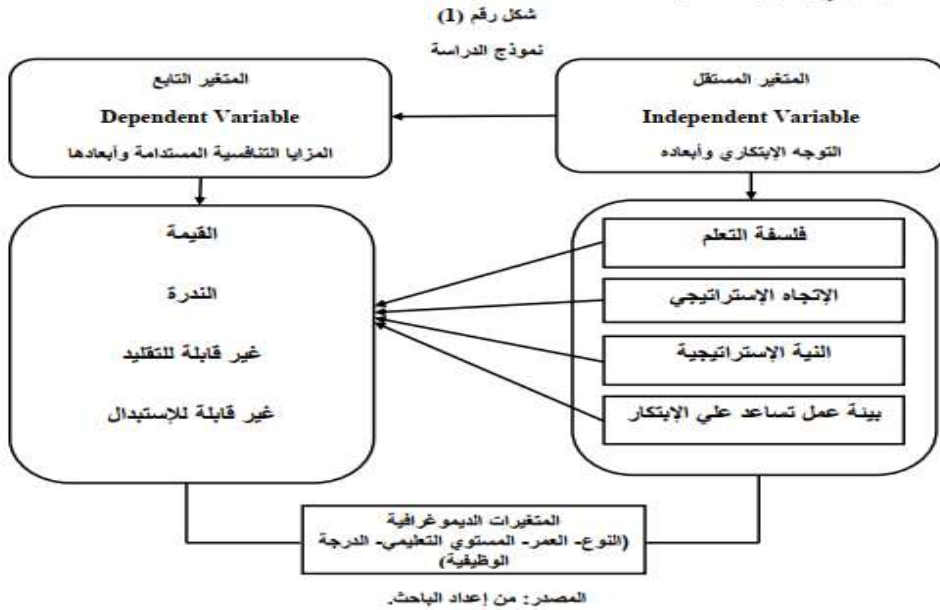 شكل رقم (1)
نموذج الدراسة
المتغير المستقل
Independent Variable
التوجه الإبتكاري وأبعاده
المتغير التابع
Dependent Variable
المزايا التنافسية المستدامة وأبعادها
فلسفة التعلم
الإتجاه الإستراتيجي
النية الإستراتيجية
بيئة عمل تساعد علي الإبتكار
القيمة
الندرة
غير قابلة للتقليد
غير قابلة للإستبدال
المتغيرات الديموغرافية
(النوع- العمر- المستوي التعليمي- الدرجة
الوظيفية)
المصدر: من إعداد الباحث.